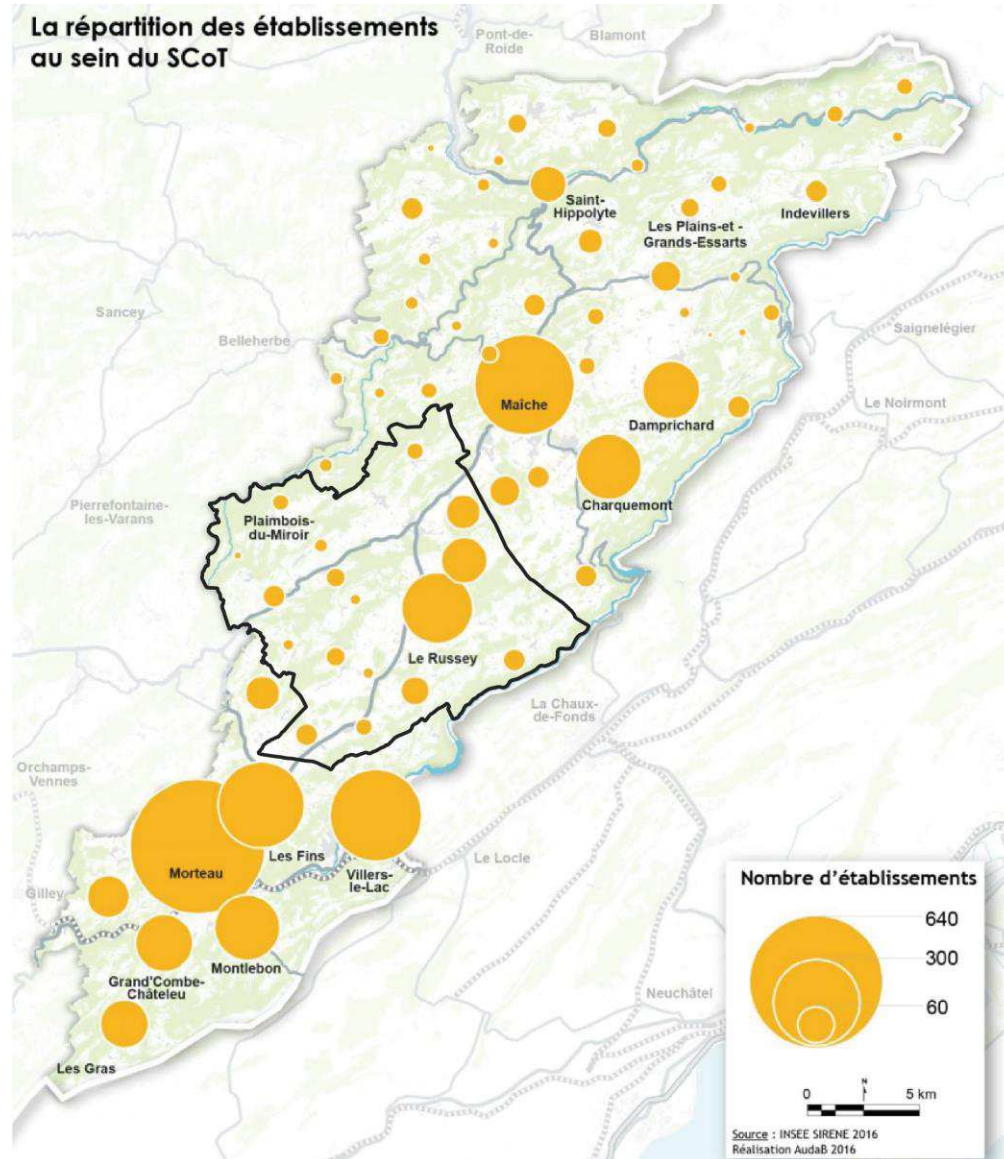 La répartition des établissements
au sein du SCoT
Pont-de-
Roide
Blamont
Saint-
Hippolyte
Les Plains-et -
Grands-Essarts
Indevillers
Sancey
Belleherbe
Saignelégier
Maîche
Damprichard
Le Noirmont
Charquemont
Pierrefontaine-
les-Varans
Plaimbois-
du-Miroir
Le Russey
La Chaux-
de-Fonds
Orchamps-
Vennes
Les Fins
Villers-
le-Lac
Le Locle
Morteau
Gilley
Grand'Combe-
Châteleu
Montlebon
Neuchâtel
Les Gras
Nombre d'établissements
640
300
60
N
0 5 km
Source : INSEE SIRENE 2016
Réalisation AudaB 2016